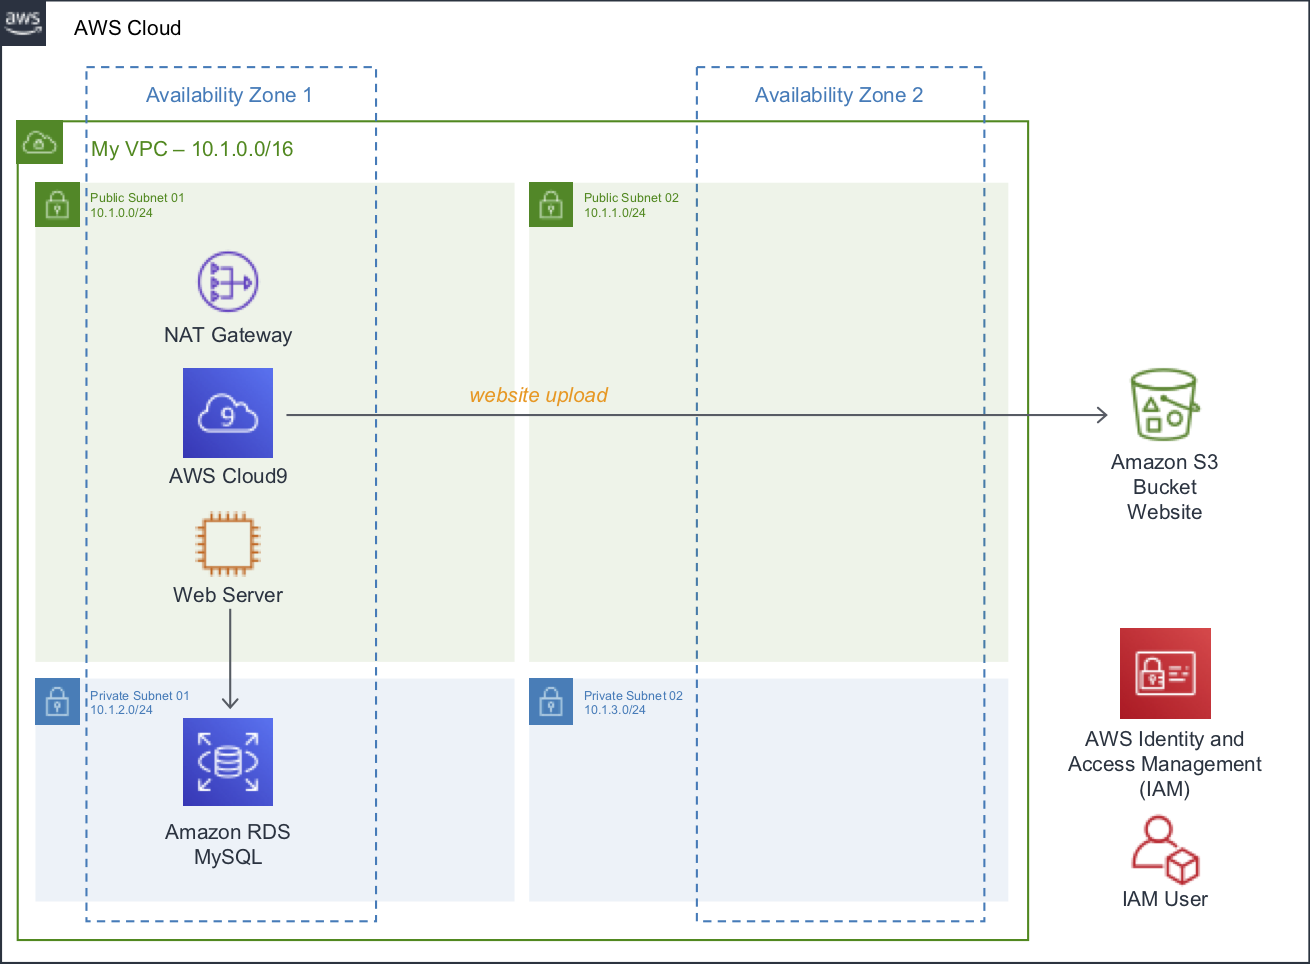 aws
AWS Cloud
Availability Zone 1
Availability Zone 2
My VPC – 10.1.0.0/16
Public Subnet 01
10.1.0.0/24
Public Subnet 02
10.1.1.0/24
NAT Gateway
website upload
9
AWS Cloud9
Amazon S3
Bucket
Website
Web Server
Private Subnet 01
10.1.2.0/24
Private Subnet 02
10.1.3.0/24
AWS Identity and
Access Management
(IAM)
Amazon RDS
MySQL
IAM User